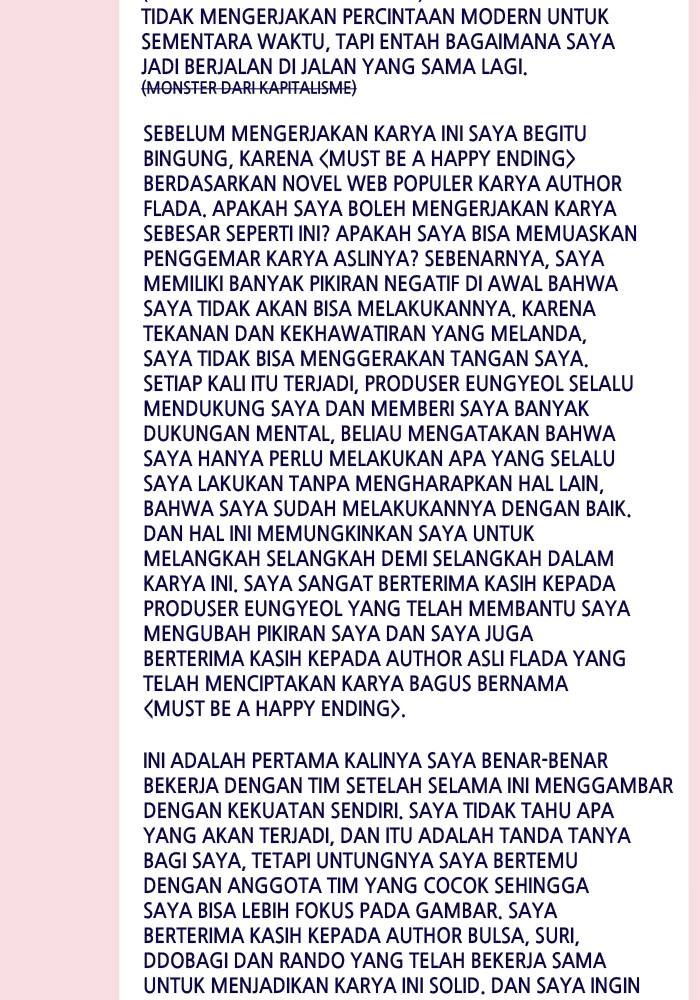 TIDAK MENGERJAKAN PERCINTAAN MODERN UNTUK
SEMENTARA WAKTU, TAPI ENTAH BAGAIMANA SAYA
JADI BERJALAN DI JALAN YANG SAMA LAGI.
(MONSTER DARI KAPITALISME)
SEBELUM MENGERJAKAN KARYA INI SAYA BEGITU
BINGUNG, KARENA <MUST BE A HAPPY ENDING>
BERDASARKAN NOVEL WEB POPULER KARYA AUTHOR
FLADA. APAKAH SAYA BOLEH MENGERJAKAN KARYA
SEBESAR SEPERTI INI? APAKAH SAYA BISA MEMUASKAN
PENGGEMAR KARYA ASLINYA? SEBENARNYA, SAYA
MEMILIKI BANYAK PIKIRAN NEGATIF DI AWAL BAHWA
SAYA TIDAK AKAN BISA MELAKUKANNYA. KARENA
TEKANAN DAN KEKHAWATIRAN YANG MELANDA,
SAYA TIDAK BISA MENGGERAKAN TANGAN SAYA.
SETIAP KALI ITU TERJADI, PRODUSER EUNGYEOL SELALU
MENDUKUNG SAYA DAN MEMBERI SAYA BANYAK
DUKUNGAN MENTAL, BELIAU MENGATAKAN BAHWA
SAYA HANYA PERLU MELAKUKAN APA YANG SELALU
SAYA LAKUKAN TANPA MENGHARAPKAN HAL LAIN,
BAHWA SAYA SUDAH MELAKUKANNYA DENGAN BAIK.
DAN HAL INI MEMUNGKINKAN SAYA UNTUK
MELANGKAH SELANGKAH DEMI SELANGKAH DALAM
KARYA INI. SAYA SANGAT BERTERIMA KASIH KEPADA
PRODUSER EUNGYEOL YANG TELAH MEMBANTU SAYA
MENGUBAH PIKIRAN SAYA DAN SAYA JUGA
BERTERIMA KASIH KEPADA AUTHOR ASLI FLADA YANG
TELAH MENCIPTAKAN KARYA BAGUS BERNAMA
<MUST BE A HAPPY ENDING>.
INI ADALAH PERTAMA KALINYA SAYA BENAR-BENAR
BEKERJA DENGAN TIM SETELAH SELAMA INI MENGGAMBAR
DENGAN KEKUATAN SENDIRI. SAYA TIDAK TAHU APA
YANG AKAN TERJADI, DAN ITU ADALAH TANDA TANYA
BAGI SAYA, TETAPI UNTUNGNYA SAYA BERTEMU
DENGAN ANGGOTA TIM YANG COCOK SEHINGGA
SAYA BISA LEBIH FOKUS PADA GAMBAR. SAYA
BERTERIMA KASIH KEPADA AUTHOR BULSA, SURI,
DDOBAGI DAN RANDO YANG TELAH BEKERJA SAMA
UNTUK MENJADIKAN KARYA INI SOLID. DAN SAYA INGIN